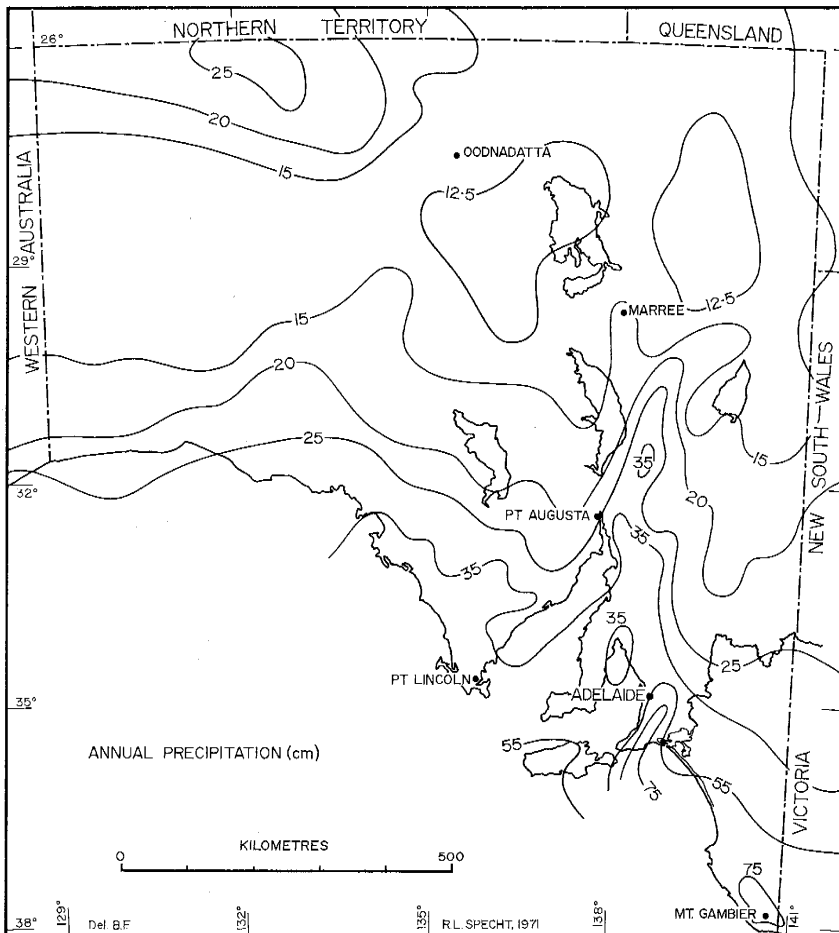 NORTHERN TERRITORY
QUEENSLAND
26°
25
20
15
OODNADATTA
12·5
WESTERN AUSTRALIA
29°
12·5
MARREE
15
20
25
35
15
32°
PT AUGUSTA
20
35
NEW SOUTH WALES
35
35
25
PT LINCOLN
ADELAIDE
35°
ANNUAL PRECIPITATION (cm)
55
75
55
VICTORIA
KILOMETRES
0 500
75
MT. GAMBIER
38°
129°
Del. B.F.
132°
135°
R.L. SPECHT, 1971
138°
141°